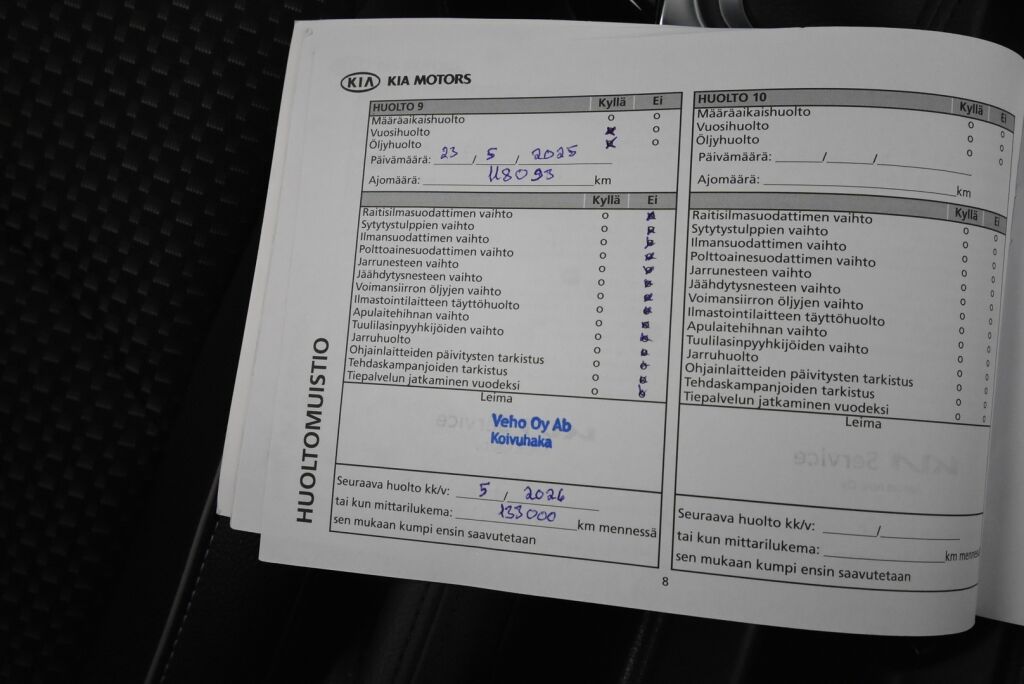 KIA KIA MOTORS
HUOLTOMUISTIO
HUOLTO 9 Kyllä Ei
Määräaikaishuolto o o
Vuosihuolto x o
Öljyhuolto x o
Päivämäärä: 23 / 5 / 2025
Ajomäärä: 118093 km
Kyllä Ei
Raitisilmasuodattimen vaihto o x
Sytytystulppien vaihto o x
Ilmansuodattimen vaihto o x
Polttoainesuodattimen vaihto o x
Jarrunesteen vaihto o x
Jäähdytysnesteen vaihto o x
Voimansiirron öljyjen vaihto o x
Ilmastointilaitteen täyttöhuolto o x
Apulaitehihnan vaihto o x
Tuulilasinpyyhkijöiden vaihto o x
Jarruhuolto o x
Ohjainlaitteiden päivitysten tarkistus o x
Tehdaskampanjoiden tarkistus o x
Tiepalvelun jatkaminen vuodeksi o x
Leima
Veho Oy Ab
Koivuhaka
Seuraava huolto kk/v: 5 / 2026
tai kun mittarilukema: 133000 km mennessä
sen mukaan kumpi ensin saavutetaan
8
HUOLTO 10 Kyllä Ei
Määräaikaishuolto o o
Vuosihuolto o o
Öljyhuolto o o
Päivämäärä: / /
Ajomäärä: km
Kyllä Ei
Raitisilmasuodattimen vaihto o o
Sytytystulppien vaihto o o
Ilmansuodattimen vaihto o o
Polttoainesuodattimen vaihto o o
Jarrunesteen vaihto o o
Jäähdytysnesteen vaihto o o
Voimansiirron öljyjen vaihto o o
Ilmastointilaitteen täyttöhuolto o o
Apulaitehihnan vaihto o o
Tuulilasinpyyhkijöiden vaihto o o
Jarruhuolto o o
Ohjainlaitteiden päivitysten tarkistus o o
Tehdaskampanjoiden tarkistus o o
Tiepalvelun jatkaminen vuodeksi o o
Leima
Seuraava huolto kk/v: /
tai kun mittarilukema: km mennessä
sen mukaan kumpi ensin saavutetaan